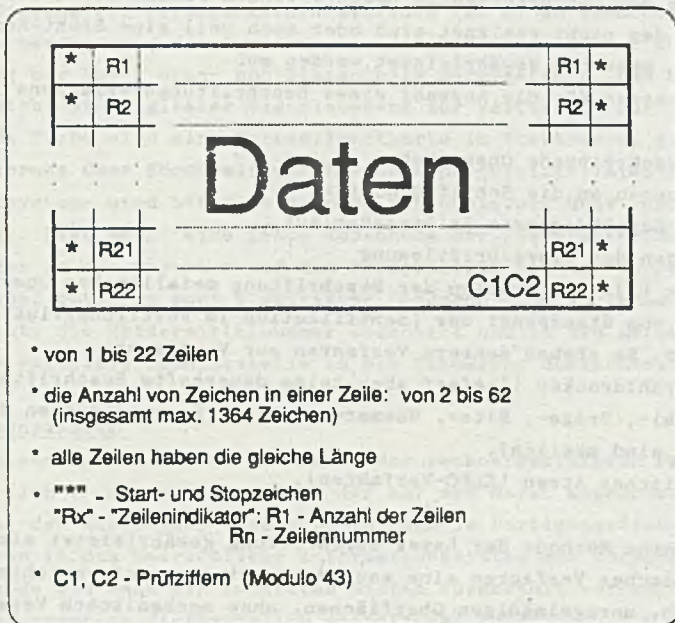 * R1 R1 *
* R2 R2 *
Daten
* R21 R21 *
* R22 C1C2 R22 *
* von 1 bis 22 Zeilen
* die Anzahl von Zeichen in einer Zeile: von 2 bis 62
(insgesamt max. 1364 Zeichen)
* alle Zeilen haben die gleiche Länge
• "*" - Start- und Stopzeichen
"Rx" - "Zeilenindikator": R1 - Anzahl der Zeilen
Rn - Zeilennummer
* C1, C2 - Prüfziffern (Modulo 43)